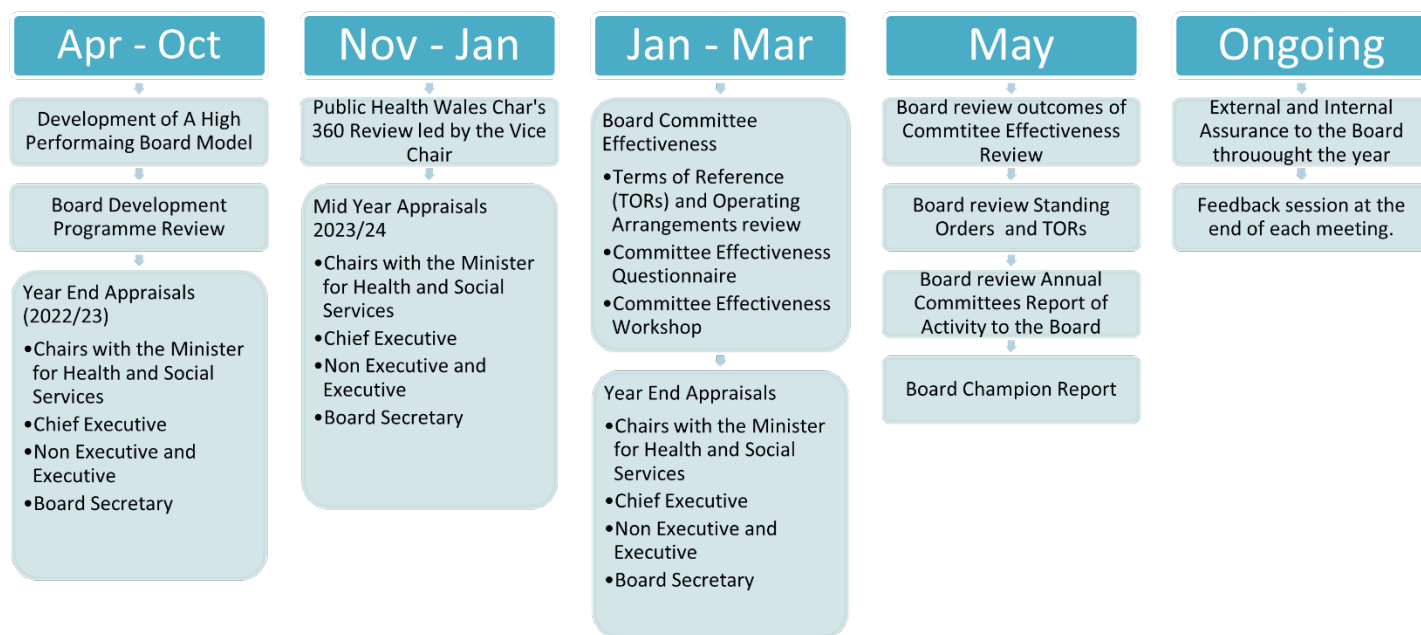 Apr - Oct
Development of A High
Performaing Board Model
Board Development
Programme Review
Year End Appraisals
(2022/23)
•Chairs with the Minister
for Health and Social
Services
•Chief Executive
•Non Executive and
Executive
•Board Secretary
Nov - Jan
Public Health Wales Char's
360 Review led by the Vice
Chair
Mid Year Appraisals
2023/24
•Chairs with the Minister
for Health and Social
Services
•Chief Executive
•Non Executive and
Executive
•Board Secretary
Jan - Mar
Board Committee
Effectiveness
•Terms of Reference
(TORs) and Operating
Arrangements review
•Committee Effectiveness
Questionnaire
•Committee Effectiveness
Workshop
Year End Appraisals
•Chairs with the Minister
for Health and Social
Services
•Chief Executive
•Non Executive and
Executive
•Board Secretary
May
Board review outcomes of
Commtitee Effectiveness
Review
Board review Standing
Orders and TORs
Board review Annual
Committees Report of
Activity to the Board
Board Champion Report
Ongoing
External and Internal
Assurance to the Board
throuought the year
Feedback session at the
end of each meeting.